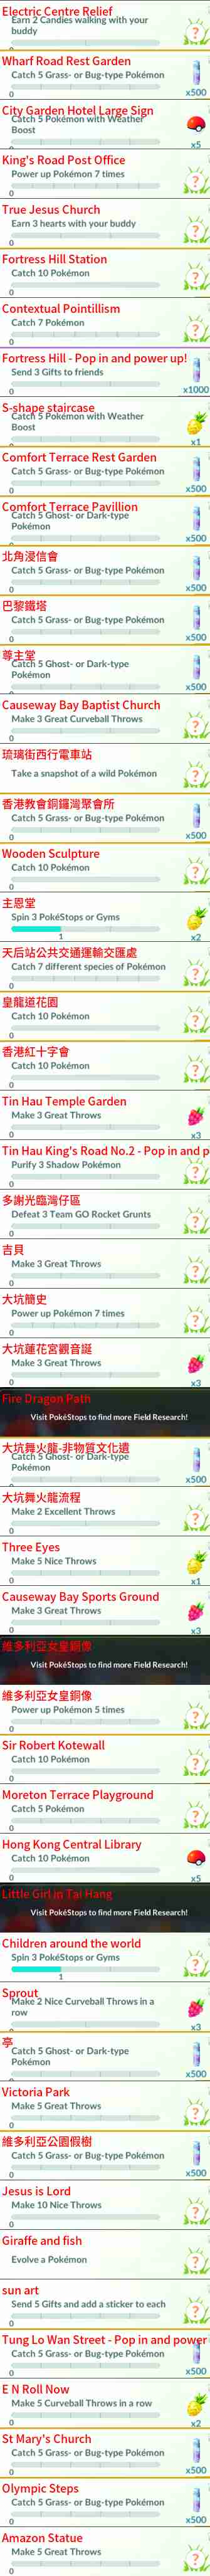 Electric Centre Relief
Earn 2 Candies walking with your
buddy
0
Wharf Road Rest Garden
Catch 5 Grass- or Bug-type Pokémon
0
x500
City Garden Hotel Large Sign
Catch 5 Pokémon with Weather
Boost
0
x5
King's Road Post Office
Power up Pokémon 7 times
0
?
True Jesus Church
Earn 3 hearts with your buddy
0
?
Fortress Hill Station
Catch 10 Pokémon
0
?
Contextual Pointillism
Catch 7 Pokémon
0
?
Fortress Hill - Pop in and power up!
Send 3 Gifts to friends
0
x1000
S-shape staircase
Catch 5 Pokémon with Weather
Boost
0
x1
Comfort Terrace Rest Garden
Catch 5 Grass- or Bug-type Pokémon
0
x500
Comfort Terrace Pavillion
Catch 5 Ghost- or Dark-type
Pokémon
0
x500
北角浸信會
Catch 5 Grass- or Bug-type Pokémon
0
x500
巴黎鐵塔
Catch 5 Grass- or Bug-type Pokémon
0
x500
尊主堂
Catch 5 Ghost- or Dark-type
Pokémon
0
x500
Causeway Bay Baptist Church
Make 3 Great Curveball Throws
0
?
琉璃街西行電車站
Take a snapshot of a wild Pokémon
?
香港教會銅鑼灣聚會所
Catch 5 Grass- or Bug-type Pokémon
0
x500
Wooden Sculpture
Catch 10 Pokémon
0
?
主恩堂
Spin 3 PokéStops or Gyms
1
x2
天后站公共交通運輸交匯處
Catch 7 different species of Pokémon
0
?
皇龍道花園
Catch 10 Pokémon
0
?
香港紅十字會
Catch 10 Pokémon
0
?
Tin Hau Temple Garden
Make 3 Great Throws
0
x3
Tin Hau King's Road No.2 - Pop in and p
Purify 3 Shadow Pokémon
0
?
多謝光臨灣仔區
Defeat 3 Team GO Rocket Grunts
0
?
吉貝
Make 3 Great Throws
0
?
大坑簡史
Power up Pokémon 7 times
0
?
大坑蓮花宮觀音誕
Make 3 Great Throws
0
x3
Fire Dragon Path
Visit PokéStops to find more Field Research!
大坑舞火龍-非物質文化遺
Catch 5 Ghost- or Dark-type
Pokémon
0
x500
大坑舞火龍流程
Make 2 Excellent Throws
0
?
Three Eyes
Make 5 Nice Throws
0
x1
Causeway Bay Sports Ground
Make 3 Great Throws
0
x3
維多利亞女皇銅像
Visit PokéStops to find more Field Research!
維多利亞女皇銅像
Power up Pokémon 5 times
0
?
Sir Robert Kotewall
Catch 10 Pokémon
0
?
Moreton Terrace Playground
Catch 5 Pokémon
0
?
Hong Kong Central Library
Catch 10 Pokémon
0
x5
Little Girl in Tai Hang
Visit PokéStops to find more Field Research!
Children around the world
Spin 3 PokéStops or Gyms
1
?
Sprout
Make 2 Nice Curveball Throws in a
row
0
x3
亭
Catch 5 Ghost- or Dark-type
Pokémon
0
x500
Victoria Park
Make 5 Great Throws
0
?
維多利亞公園假樹
Catch 5 Grass- or Bug-type Pokémon
0
x500
Jesus is Lord
Make 10 Nice Throws
0
?
Giraffe and fish
Evolve a Pokémon
?
sun art
Send 5 Gifts and add a sticker to each
0
?
Tung Lo Wan Street - Pop in and power
Catch 5 Grass- or Bug-type Pokémon
0
x500
E N Roll Now
Make 5 Curveball Throws in a row
0
x2
St Mary's Church
Catch 5 Grass- or Bug-type Pokémon
0
x500
Olympic Steps
Catch 5 Grass- or Bug-type Pokémon
0
x500
Amazon Statue
Make 5 Great Throws
0
?